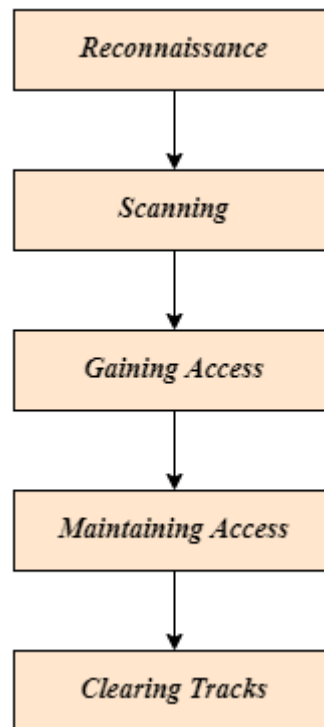 Reconnaissance
Scanning
Gaining Access
Maintaining Access
Clearing Tracks